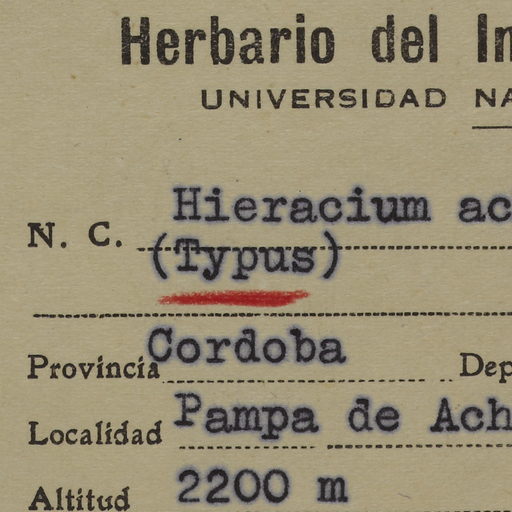 Herbario del In
UNIVERSIDAD NA
N. C. Hieracium ac
(Typus)
Provincia Cordoba Dep
Localidad Pampa de Ach
Altitud 2200 m